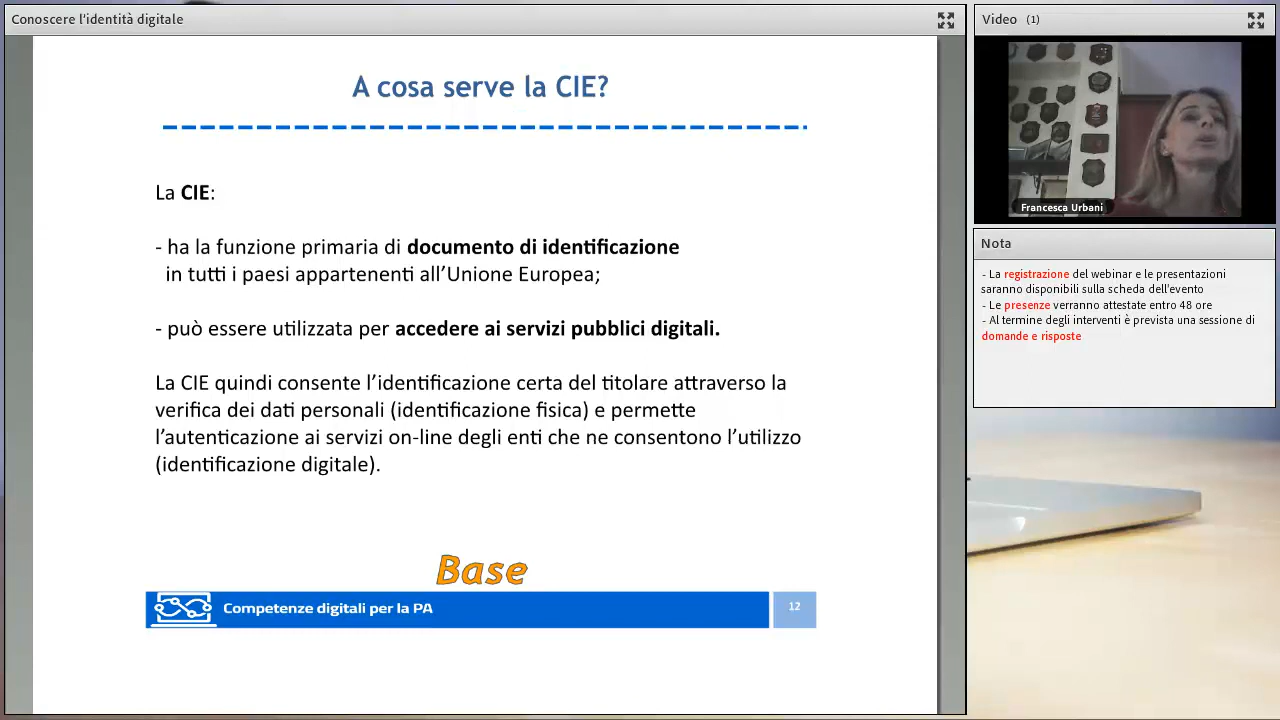 Conoscere l'identità digitale
A cosa serve la CIE?
La CIE:
- ha la funzione primaria di documento di identificazione
in tutti i paesi appartenenti all'Unione Europea;
- può essere utilizzata per accedere ai servizi pubblici digitali.
La CIE quindi consente l'identificazione certa del titolare attraverso la
verifica dei dati personali (identificazione fisica) e permette
l'autenticazione ai servizi on-line degli enti che ne consentono l'utilizzo
(identificazione digitale).
Base
Competenze digitali per la PA
12
Video (1)
Francesca Urbani
Nota
- La registrazione del webinar e le presentazioni
saranno disponibili sulla scheda dell'evento
- Le presenze verranno attestate entro 48 ore
- Al termine degli interventi è prevista una sessione di
domande e risposte